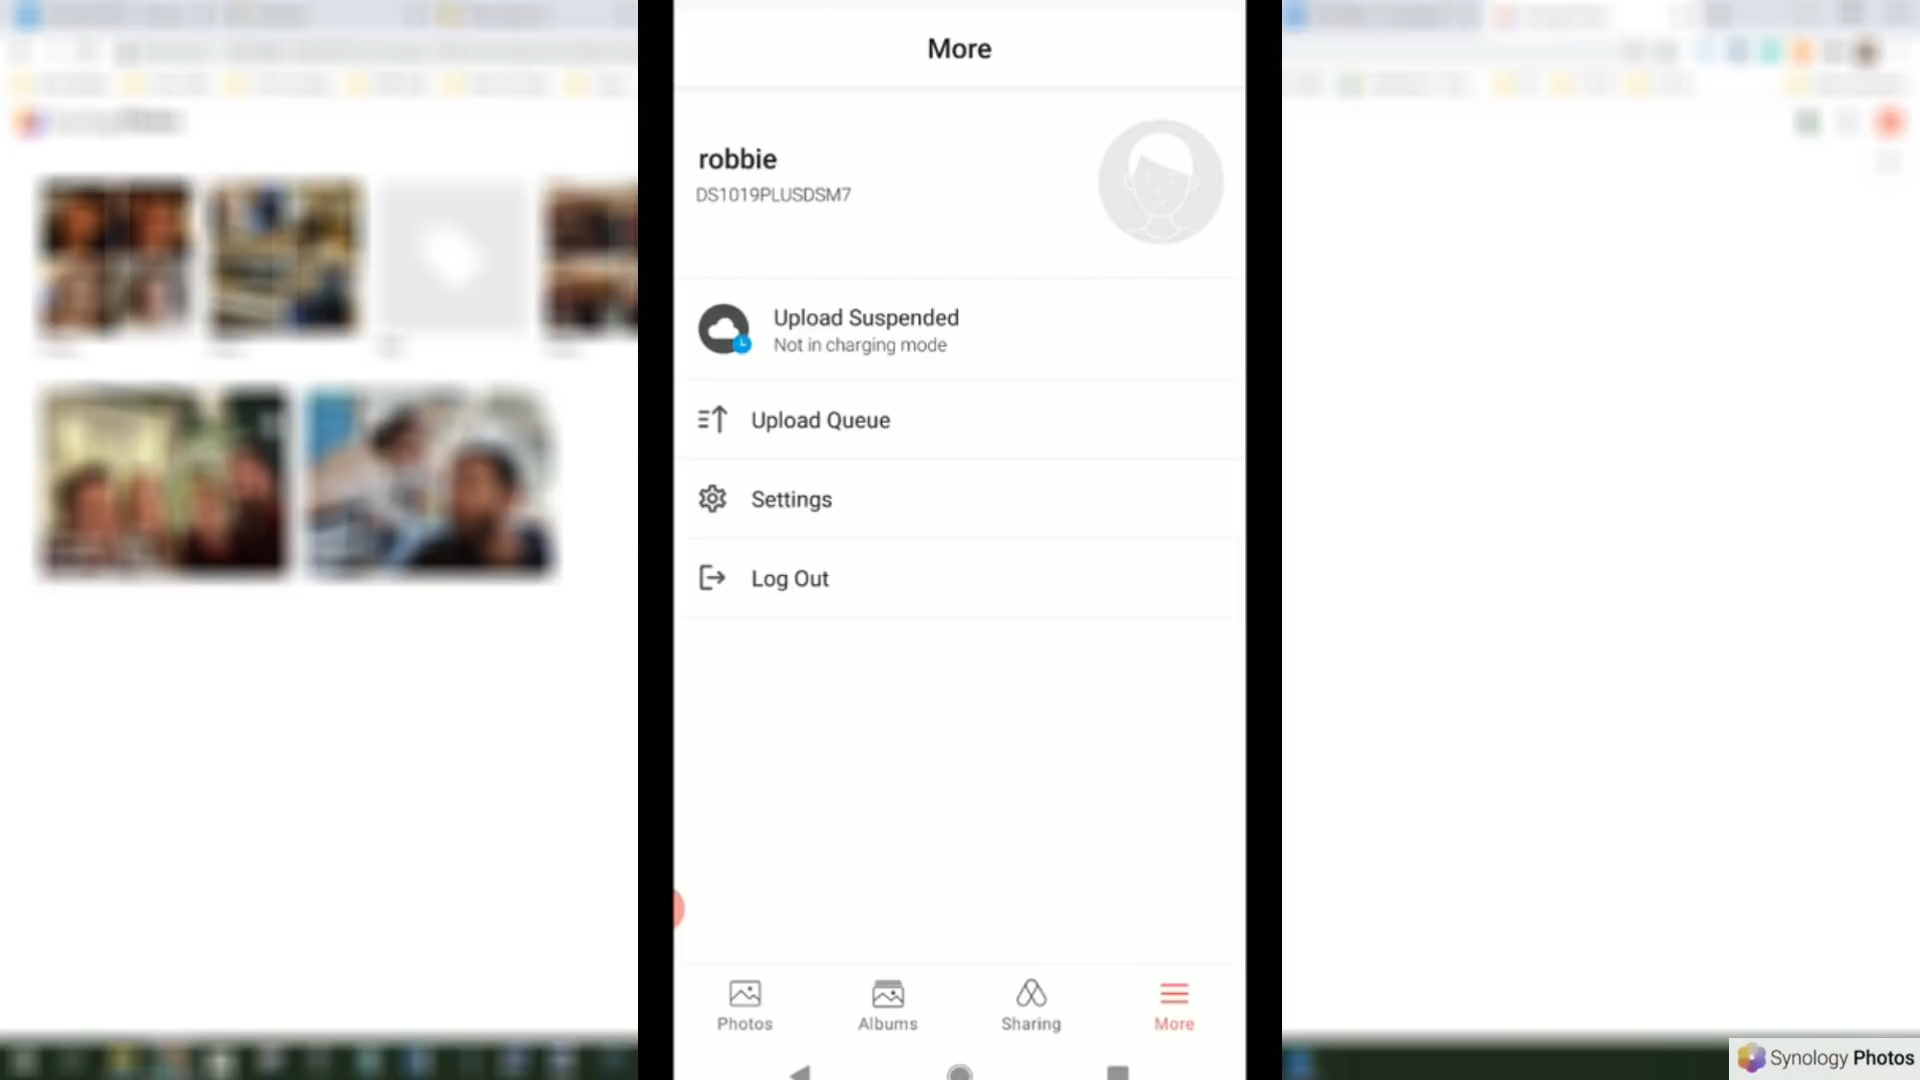 More
robbie
DS1019PLUSDSM7
Upload Suspended
Not in charging mode
Upload Queue
Settings
Log Out
Photos
Albums
Sharing
More
Synology Photos